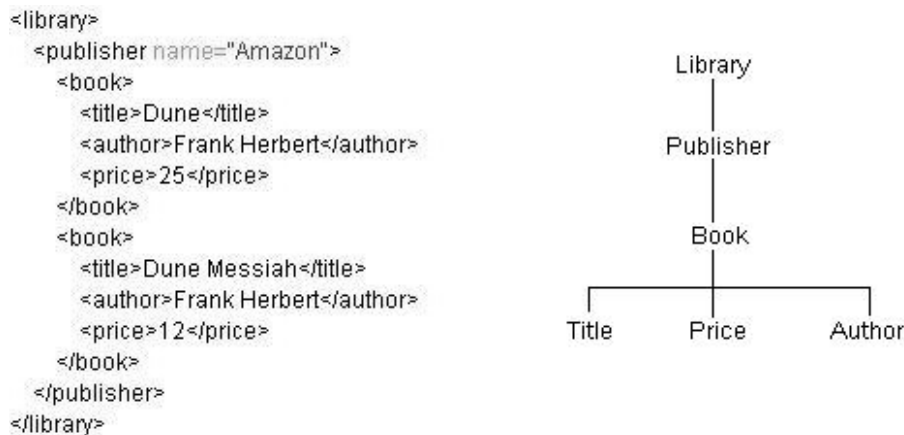 <library>
<publisher name="Amazon">
<book>
<title>Dune</title>
<author>Frank Herbert</author>
<price>25</price>
</book>
<book>
<title>Dune Messiah</title>
<author>Frank Herbert</author>
<price>12</price>
</book>
</publisher>
</library>
Library
Publisher
Book
Title Price Author